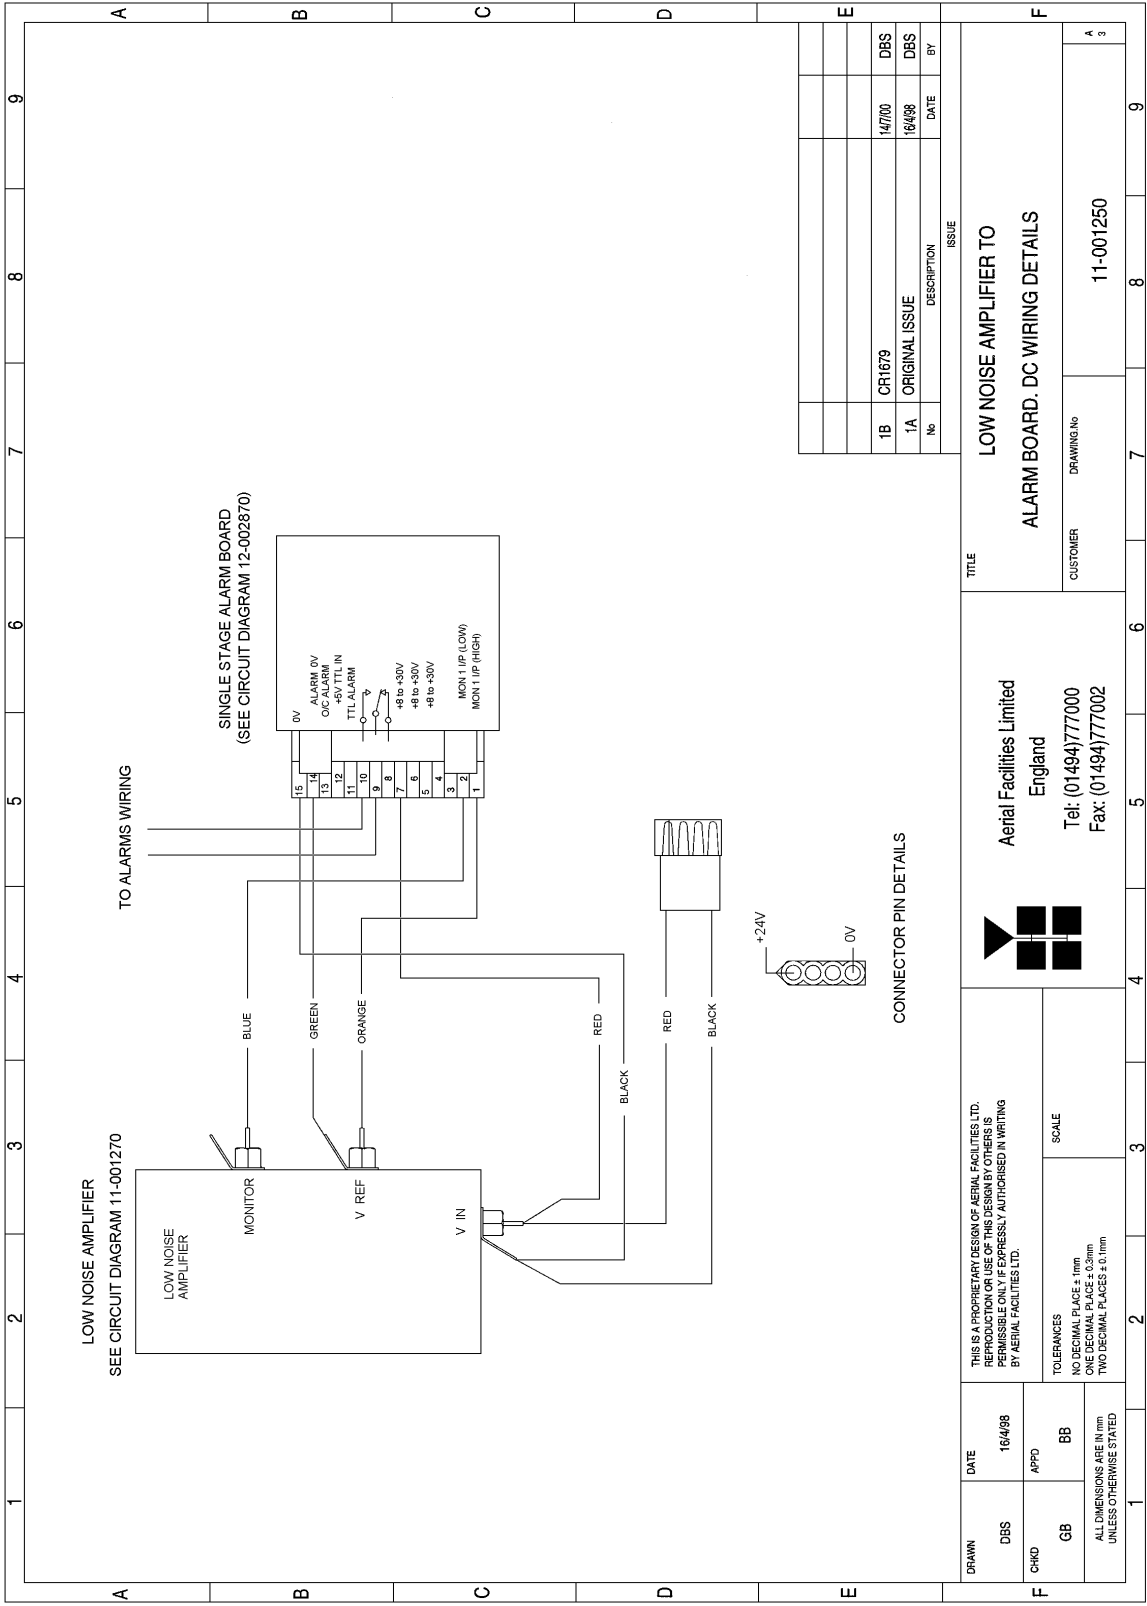 1 2 3 4 5 6 7 8 9
A
B
C
D
E
F
LOW NOISE AMPLIFIER
SEE CIRCUIT DIAGRAM 11-001270
LOW NOISE
AMPLIFIER
MONITOR
V REF
V IN
BLUE
GREEN
ORANGE
RED
BLACK
RED
BLACK
TO ALARMS WIRING
SINGLE STAGE ALARM BOARD
(SEE CIRCUIT DIAGRAM 12-002870)
15
14
13
12
11
10
9
8
7
6
5
4
3
2
1
0V
ALARM 0V
O/C ALARM
+5V TTL IN
TTL ALARM
+8 to +30V
+8 to +30V
+8 to +30V
MON 1 I/P (LOW)
MON 1 I/P (HIGH)
+24V
0V
CONNECTOR PIN DETAILS
1B CR1679 14/7/00 DBS
1A ORIGINAL ISSUE 16/4/98 DBS
No DESCRIPTION DATE BY
ISSUE
DRAWN
DBS
DATE
16/4/98
CHKD
GB
APPD
BB
ALL DIMENSIONS ARE IN mm
UNLESS OTHERWISE STATED
THIS IS A PROPRIETARY DESIGN OF AERIAL FACILITIES LTD.
REPRODUCTION OR USE OF THIS DESIGN BY OTHERS IS
PERMISSIBLE ONLY IF EXPRESSLY AUTHORISED IN WRITING
BY AERIAL FACILITIES LTD.
TOLERANCES
NO DECIMAL PLACE ± 1mm
ONE DECIMAL PLACE ± 0.3mm
TWO DECIMAL PLACES ± 0.1mm
SCALE
Aerial Facilities Limited
England
Tel: (01494)777000
Fax: (01494)777002
TITLE
LOW NOISE AMPLIFIER TO
ALARM BOARD. DC WIRING DETAILS
CUSTOMER
DRAWING.No
11-001250
A
3
A
B
C
D
E
F
1 2 3 4 5 6 7 8 9